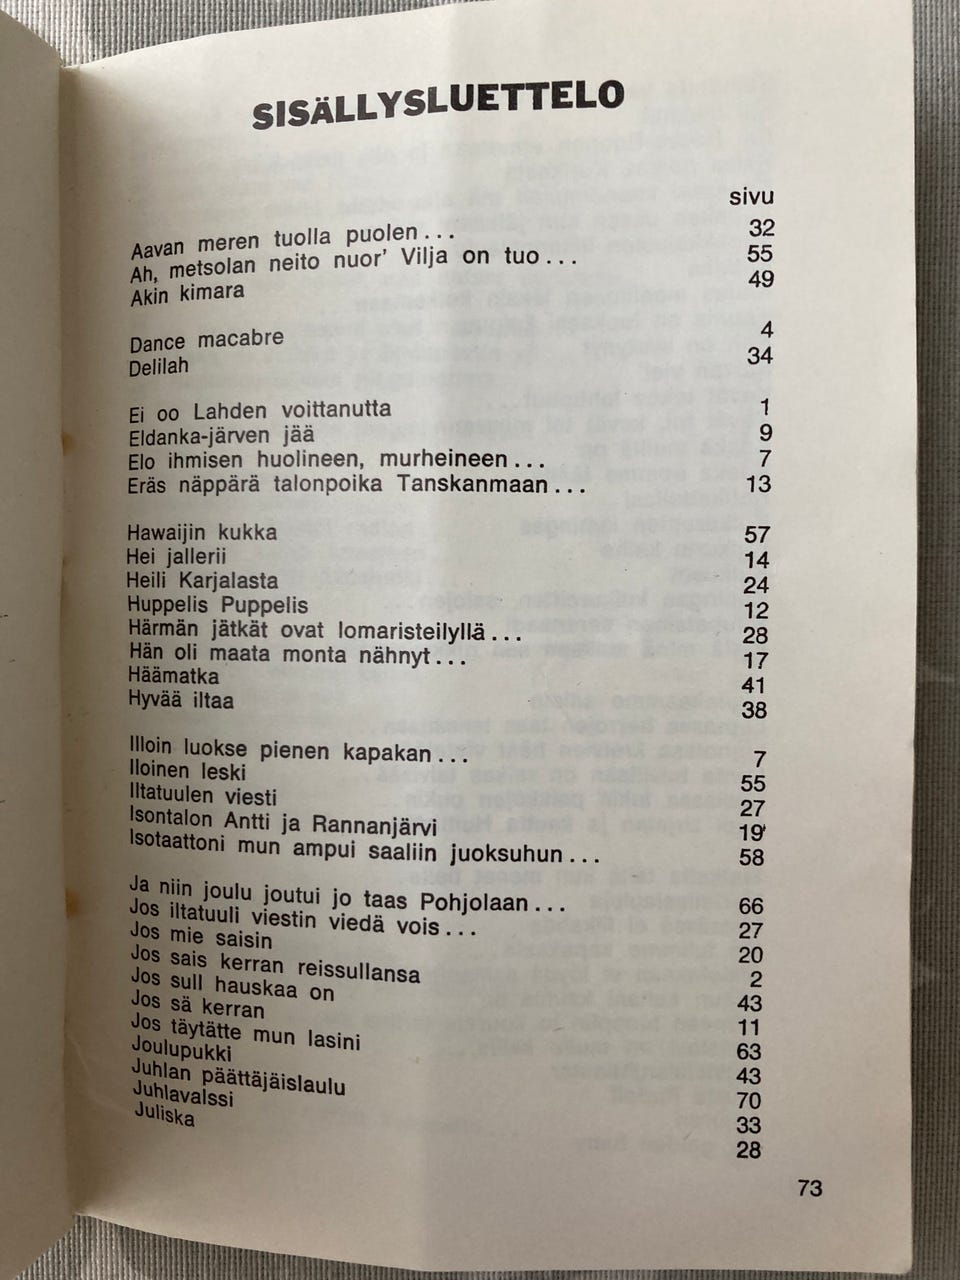 SISÄLLYSLUETTELO
sivu
Aavan meren tuolla puolen... 32
Ah, metsolan neito nuor' Vilja on tuo... 55
Akin kimara 49
Dance macabre 4
Delilah 34
Ei oo Lahden voittanutta 1
Eldanka-järven jää 9
Elo ihmisen huolineen, murheineen... 7
Eräs näppärä talonpoika Tanskanmaan... 13
Hawaijin kukka 57
Hei jallerii 14
Heili Karjalasta 24
Huppelis Puppelis 12
Härmän jätkät ovat lomaristeilyllä... 28
Hän oli maata monta nähnyt... 17
Häämatka 41
Hyvää iltaa 38
Illoin luokse pienen kapakan... 7
Iloinen leski 55
Iltatuulen viesti 27
Isontalon Antti ja Rannanjärvi 19
Isotaattoni mun ampui saaliin juoksuhun... 58
Ja niin joulu joutui jo taas Pohjolaan... 66
Jos iltatuuli viestin viedä vois... 27
Jos mie saisin 20
Jos sais kerran reissullansa 2
Jos sull hauskaa on 43
Jos sä kerran 11
Jos täytätte mun lasini 63
Joulupukki 43
Juhlan päättäjäislaulu 70
Juhlavalssi 33
Juliska 28
73